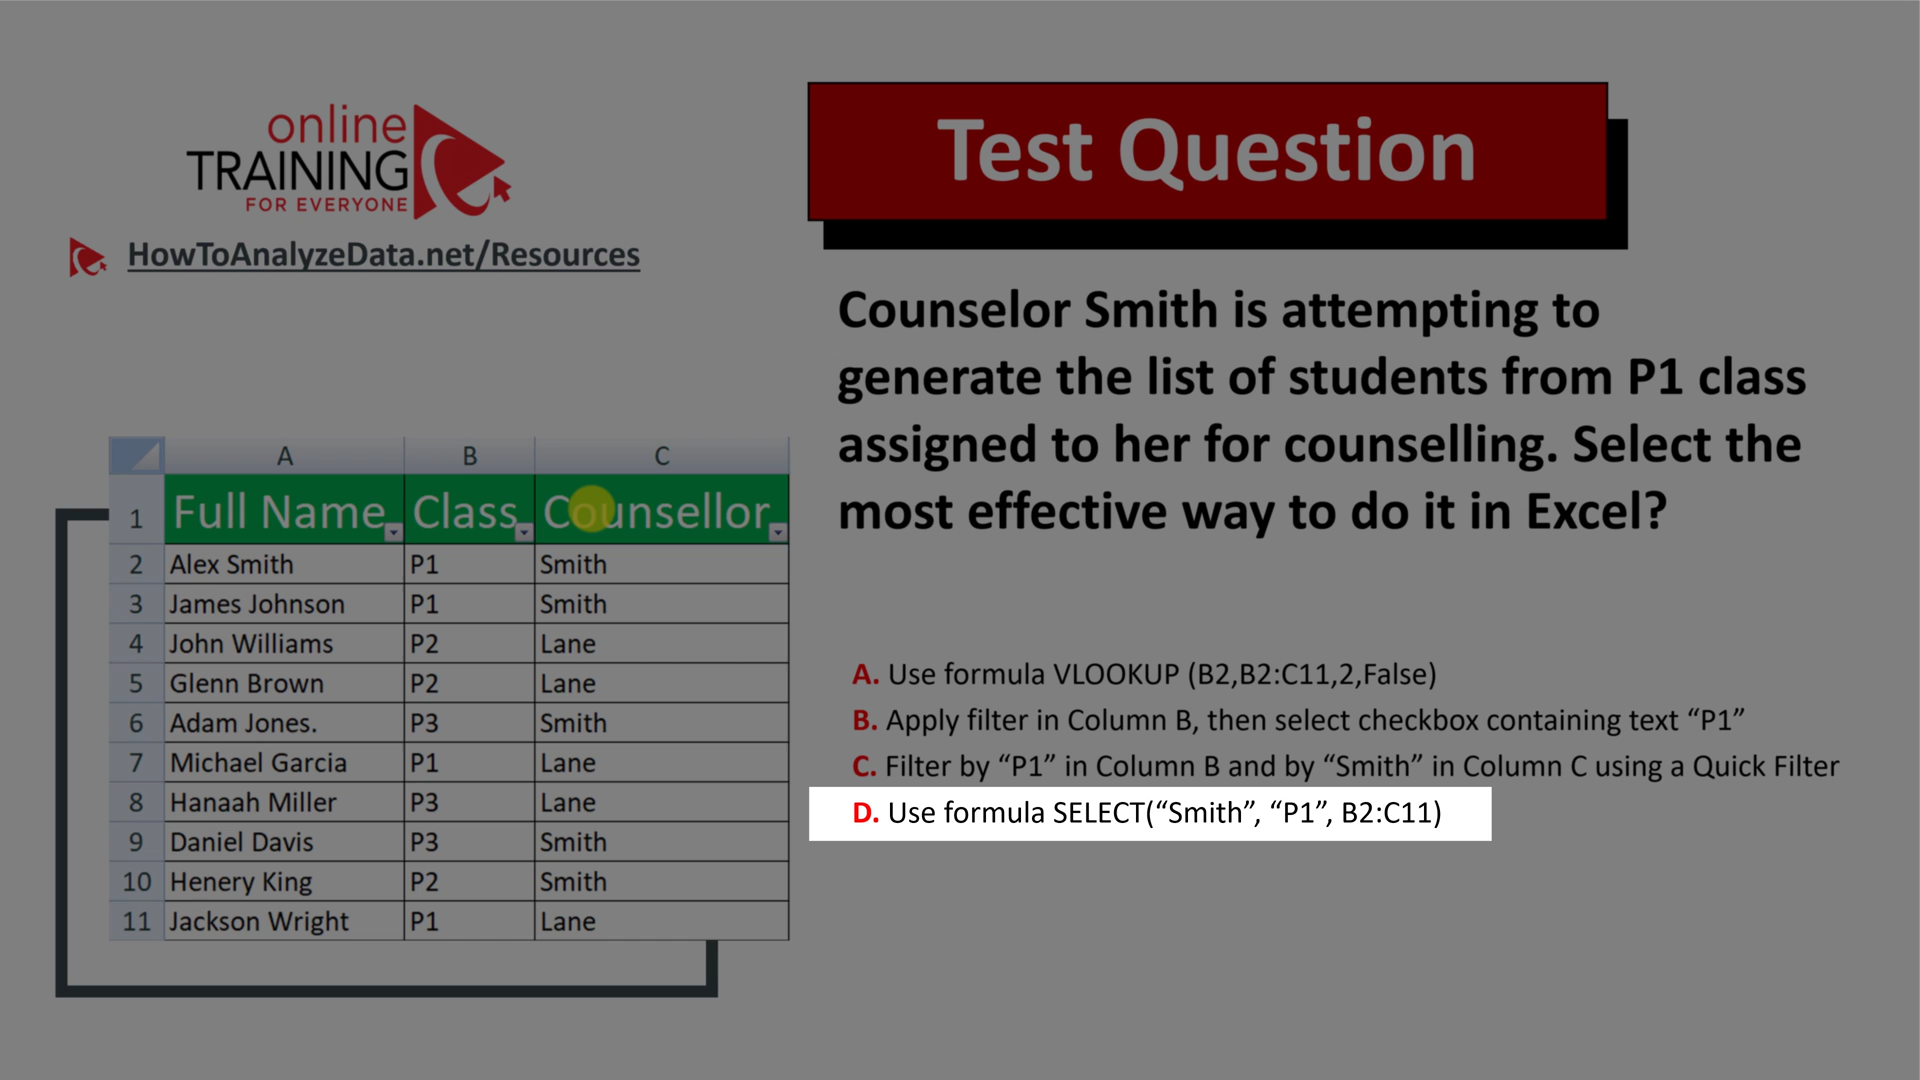 online
TRAINING
FOR EVERYONE
HowToAnalyzeData.net/Resources
Test Question
Counselor Smith is attempting to
generate the list of students from P1 class
assigned to her for counselling. Select the
most effective way to do it in Excel?
A B C
1 Full Name Class Counsellor
2 Alex Smith P1 Smith
3 James Johnson P1 Smith
4 John Williams P2 Lane
5 Glenn Brown P2 Lane
6 Adam Jones. P3 Smith
7 Michael Garcia P1 Lane
8 Hanaah Miller P3 Lane
9 Daniel Davis P3 Smith
10 Henery King P2 Smith
11 Jackson Wright P1 Lane
A. Use formula VLOOKUP (B2,B2:C11,2,False)
B. Apply filter in Column B, then select checkbox containing text “P1”
C. Filter by “P1” in Column B and by “Smith” in Column C using a Quick Filter
D. Use formula SELECT(“Smith”, “P1”, B2:C11)